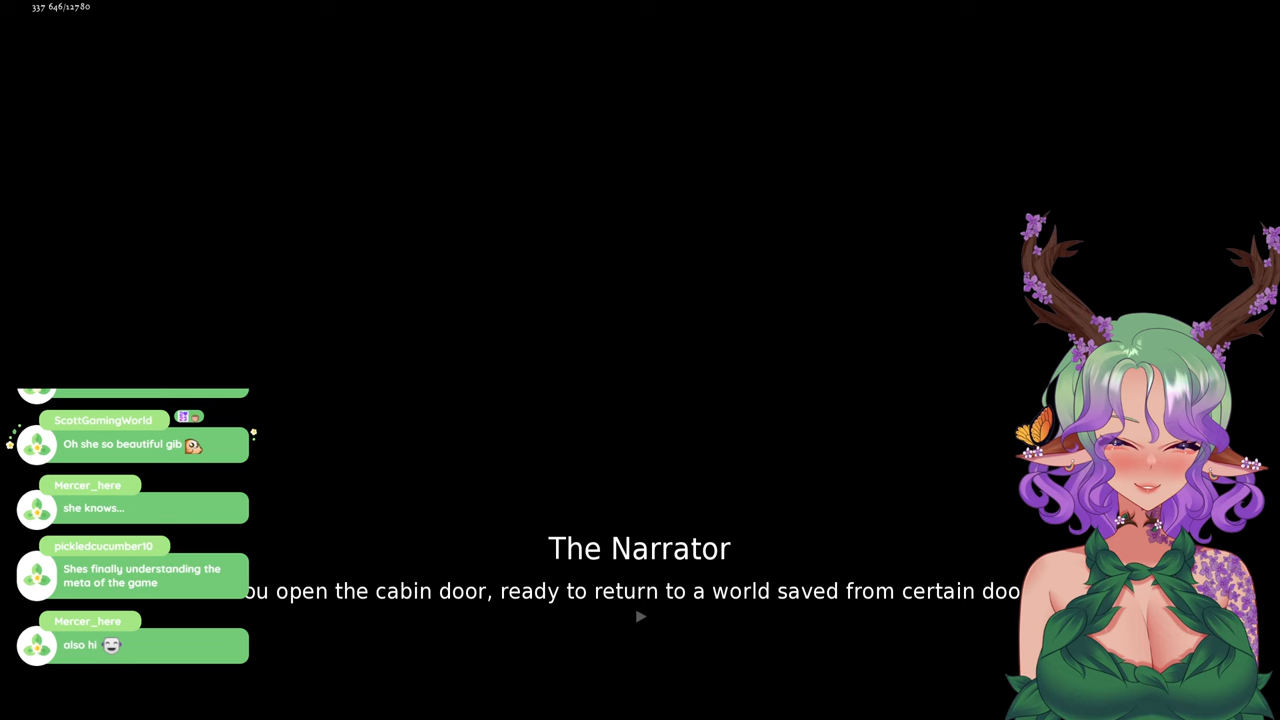 337 646/12780
ScottGamingWorld
Oh she so beautiful gib
Mercer_here
she knows...
pickledcucumber10
Shes finally understanding the
meta of the game
Mercer_here
also hi
The Narrator
ou open the cabin door, ready to return to a world saved from certain doo